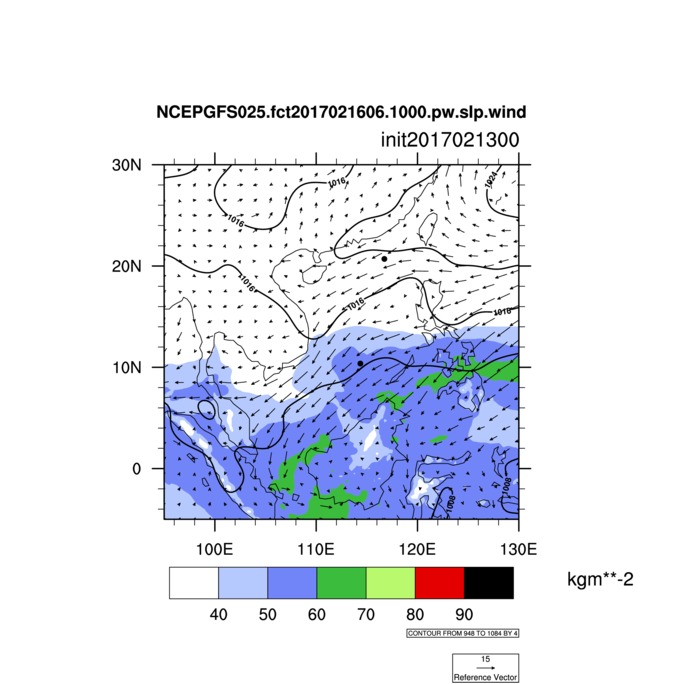 NCEPGFS025.fct2017021606.1000.pw.slp.wind
init2017021300
30N
20N
10N
0
1016
1024
1016
1016
1016
1018
1008
1008
100E 110E 120E 130E
40 50 60 70 80 90
kgm**-2
CONTOUR FROM 948 TO 1084 BY 4
15
Reference Vector